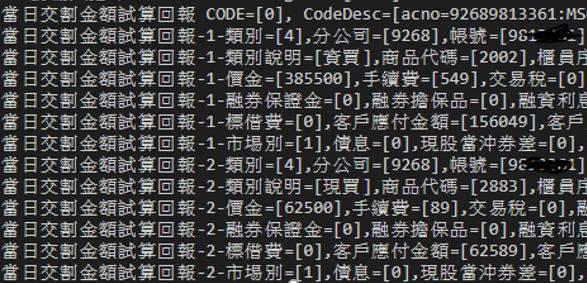 當日交割金額試算回報 CODE=[0], CodeDesc=[acno=92689813361:MS
當日交割金額試算回報-1-類別=[4],分公司=[9268],帳號=[981
當日交割金額試算回報-1-類別說明=[資買],商品代碼=[2002],櫃員序
當日交割金額試算回報-1-價金=[385500],手續費=[549],交易稅=[0],
當日交割金額試算回報-1-融券保證金=[0],融券擔保品=[0],融資利息
當日交割金額試算回報-1-標借費=[0],客戶應付金額=[156049],客戶
當日交割金額試算回報-1-市場別=[1],債息=[0],現股當沖券差=[0],
當日交割金額試算回報-2-類別=[4],分公司=[9268],帳號=[98 1]
當日交割金額試算回報-2-類別說明=[現買],商品代碼=[2883],櫃員序
當日交割金額試算回報-2-價金=[62500],手續費=[89],交易稅=[0],融
當日交割金額試算回報-2-融券保證金=[0],融券擔保品=[0],融資利息
當日交割金額試算回報-2-標借費=[0],客戶應付金額=[62589],客戶應
當日交割金額試算回報-2-市場別=[1],債息=[0],現股當沖券差=[0],